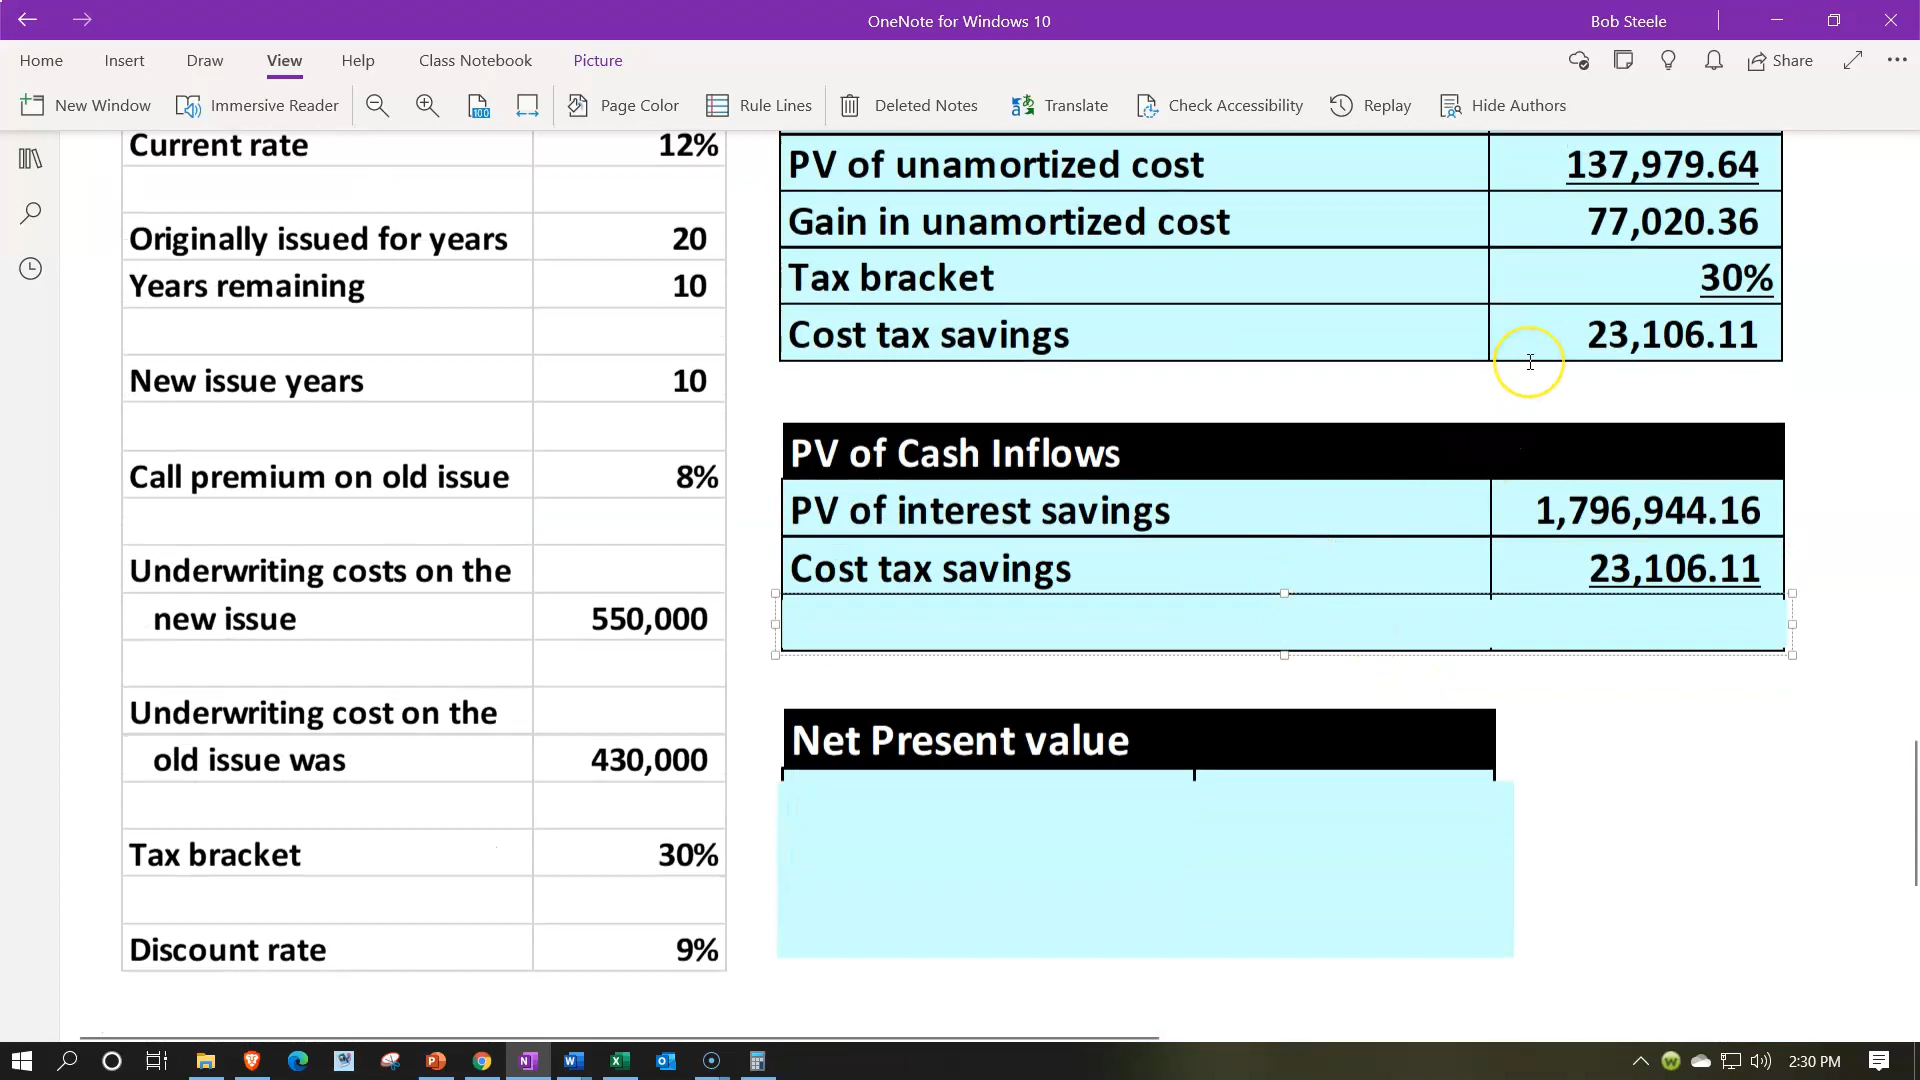 OneNote for Windows 10
Bob Steele
Home Insert Draw View Help Class Notebook Picture
Share
New Window Immersive Reader 100 Page Color Rule Lines Deleted Notes Translate Check Accessibility Replay Hide Authors
Current rate 12%
Originally issued for years 20
Years remaining 10
New issue years 10
Call premium on old issue 8%
Underwriting costs on the
new issue 550,000
Underwriting cost on the
old issue was 430,000
Tax bracket 30%
Discount rate 9%
PV of unamortized cost 137,979.64
Gain in unamortized cost 77,020.36
Tax bracket 30%
Cost tax savings 23,106.11
PV of Cash Inflows
PV of interest savings 1,796,944.16
Cost tax savings 23,106.11
Net Present value
2:30 PM